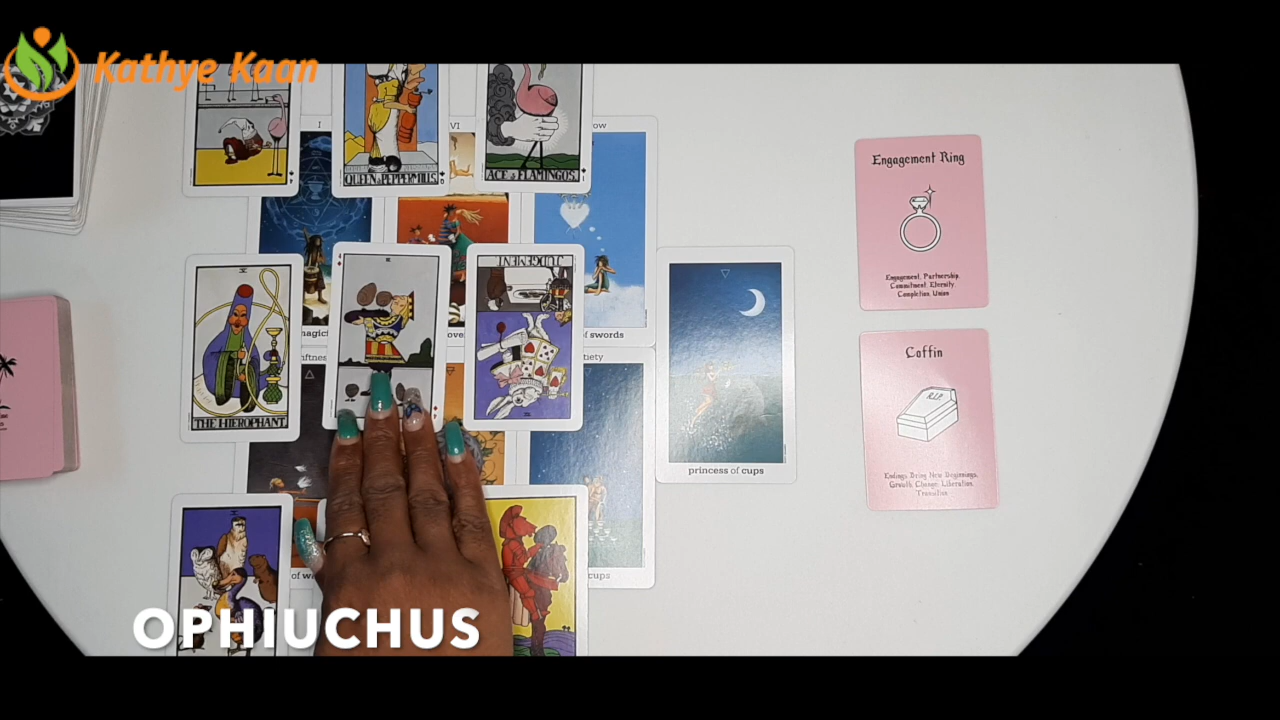 Kathye Kaan
I
VI
QUEEN of PEPPERMILLS
ACE of FLAMINGOS
Engagement Ring
Engagement, Partnership,
Commitment, Eternity
Completion, Union
of swords
V
THE HIEROPHANT
JUDGEMENT
princess of cups
Coffin
R.I.P.
Endings Bring New Beginnings,
Growth, Change, Liberation,
Transition
cups
OPHIUCHUS